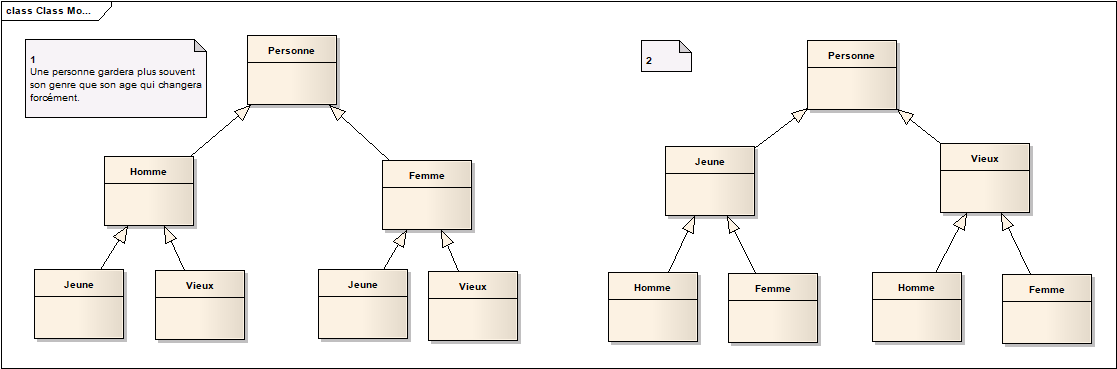 class Class Mo...
1
Une personne gardera plus souvent
son genre que son age qui changera
forcément.
Personne
Homme
Femme
Jeune
Vieux
Jeune
Vieux
2
Personne
Jeune
Vieux
Homme
Femme
Homme
Femme